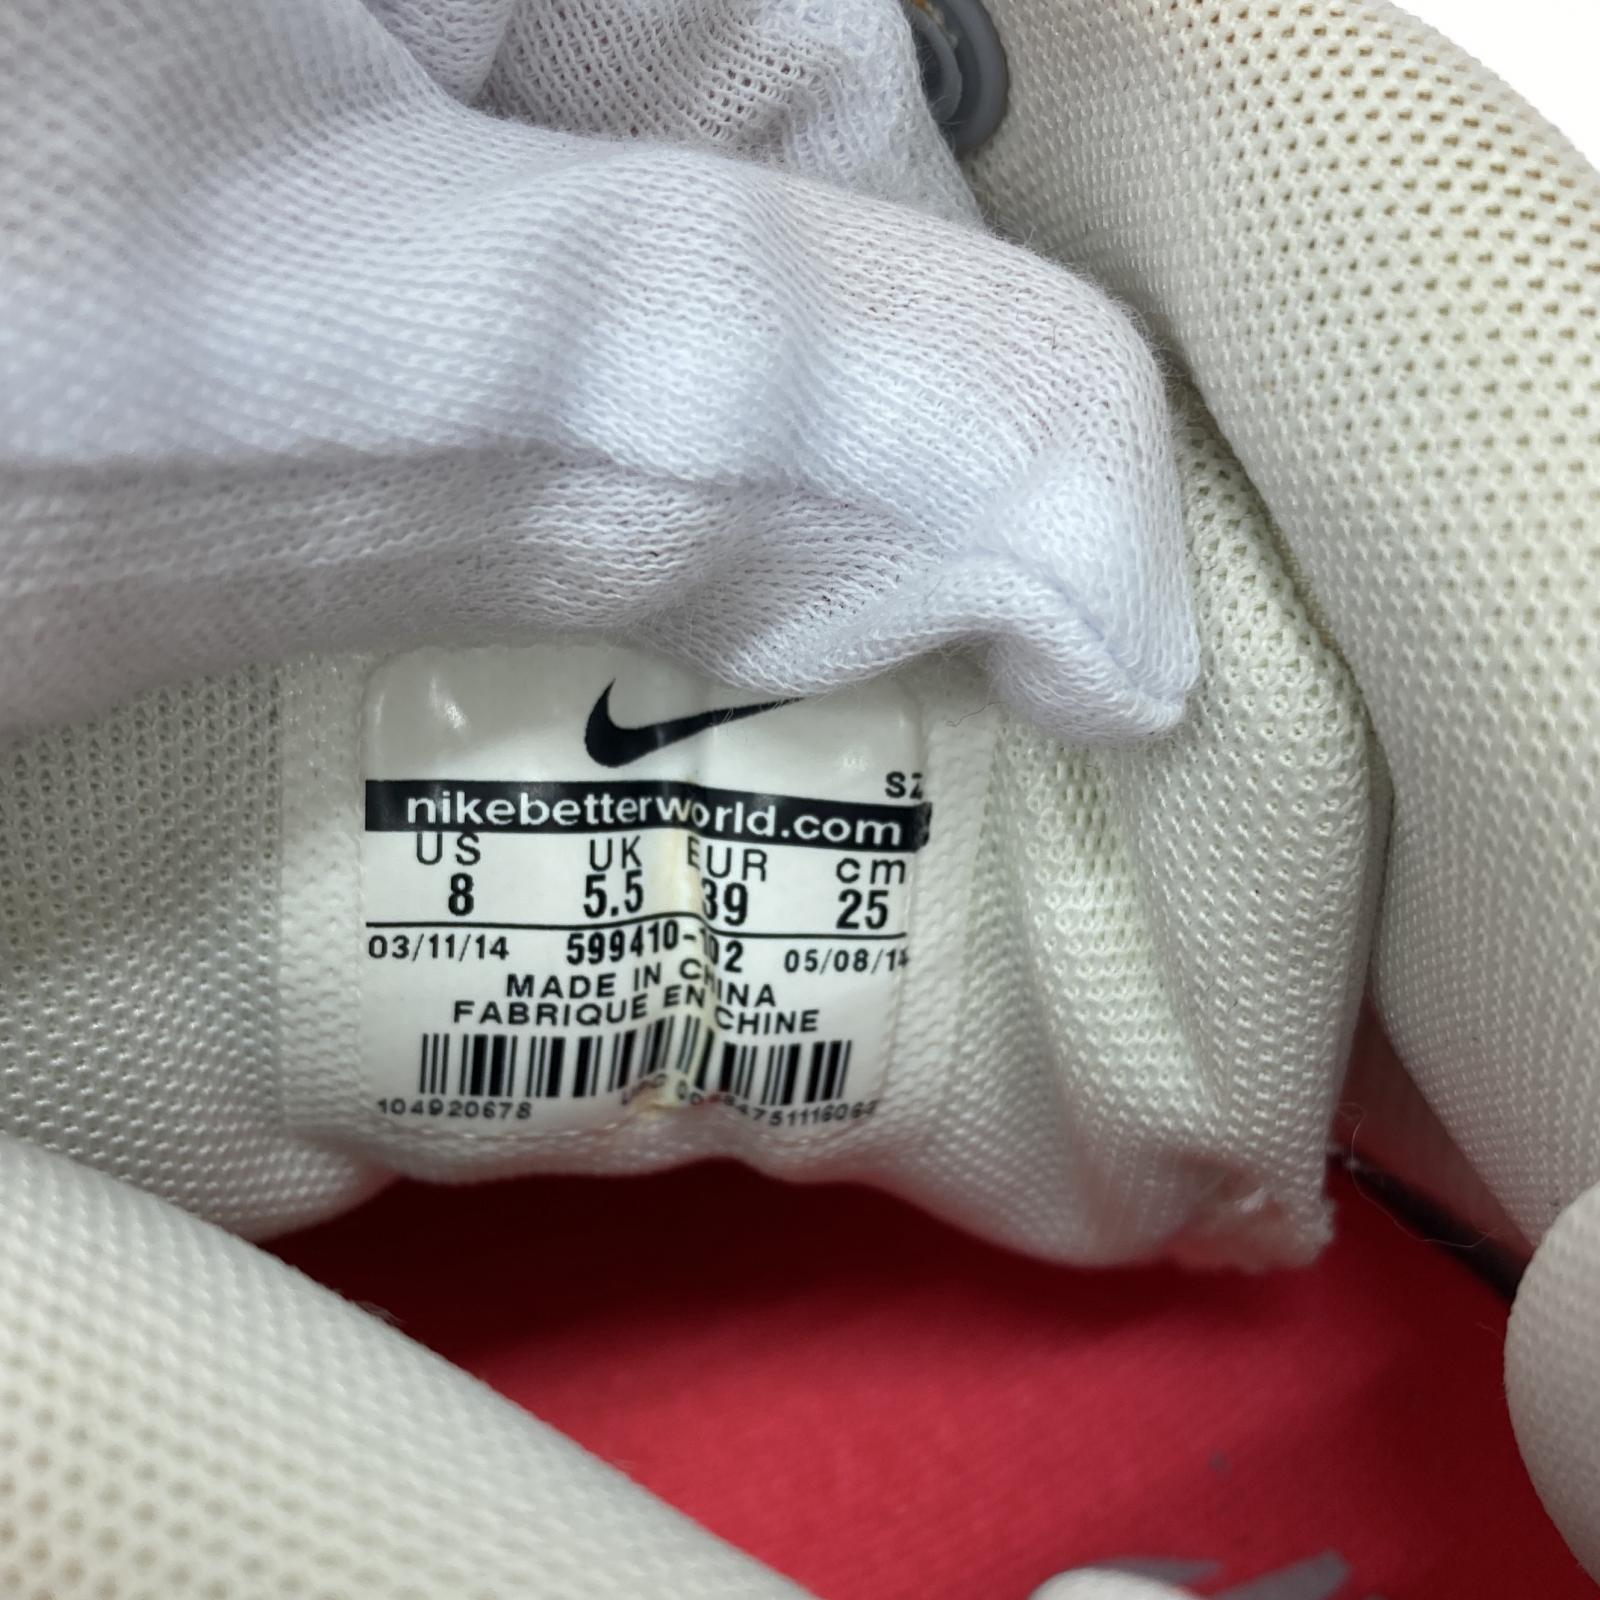 SZ
nikebetterworld.com
US UK EUR cm
8 5.5 39 25
03/11/14 599410-102 05/08/14
MADE IN CHINA
FABRIQUE EN CHINE
104920678